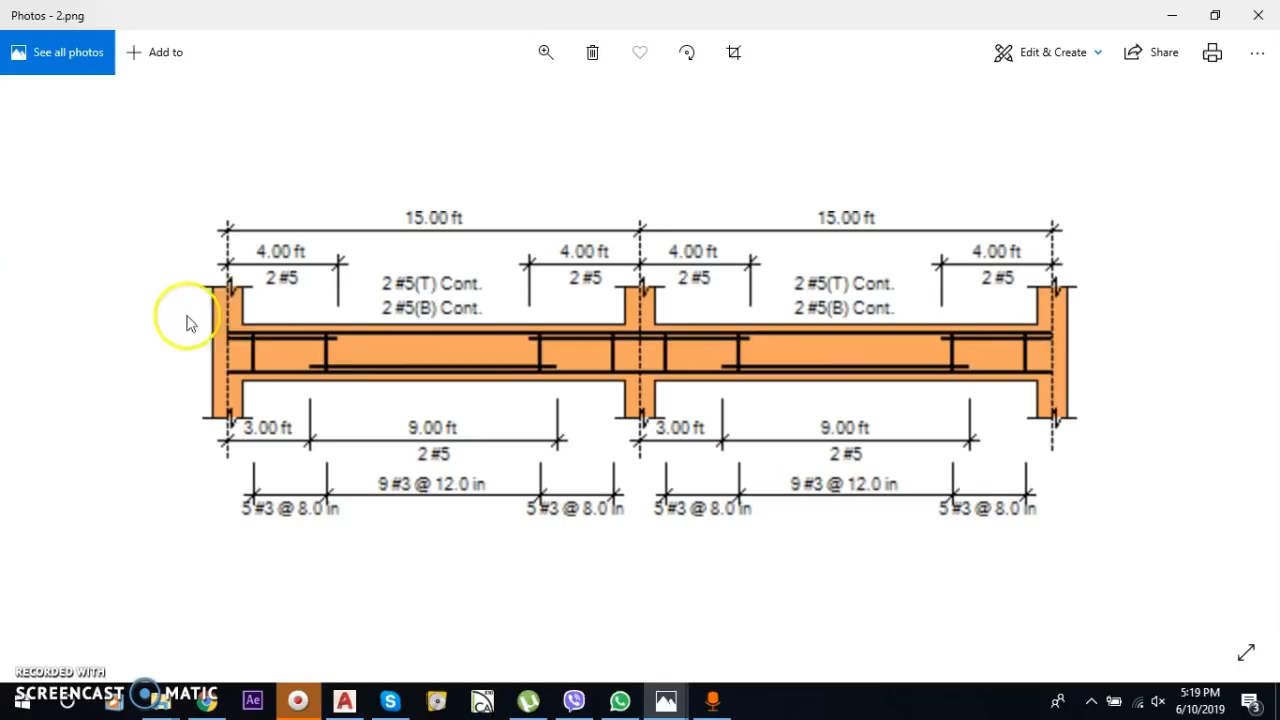 Photos - 2.png
See all photos
Add to
Edit & Create
Share
15.00 ft 15.00 ft
4.00 ft 4.00 ft 4.00 ft 4.00 ft
2 #5 2 #5(T) Cont. 2 #5 2 #5 2 #5(T) Cont. 2 #5
2 #5(B) Cont. 2 #5(B) Cont.
3.00 ft 9.00 ft 3.00 ft 9.00 ft
2 #5 2 #5
9 #3 @ 12.0 in 9 #3 @ 12.0 in
5 #3 @ 8.0 in 5 #3 @ 8.0 in 5 #3 @ 8.0 in 5 #3 @ 8.0 in
RECORDED WITH
SCREENCAST MATIC
Ae
A
CA
5:19 PM
6/10/2019
3